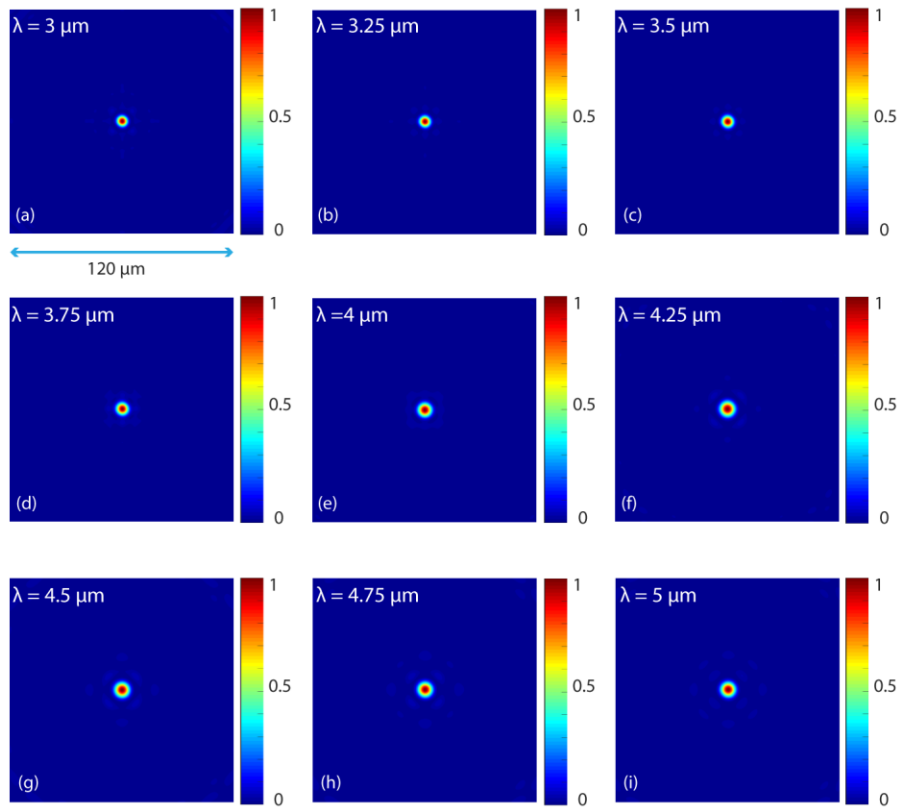 λ = 3 μm
1
0.5
0
(a)
λ = 3.25 μm
1
0.5
0
(b)
λ = 3.5 μm
1
0.5
0
(c)
120 μm
λ = 3.75 μm
1
0.5
0
(d)
λ =4 μm
1
0.5
0
(e)
λ = 4.25 μm
1
0.5
0
(f)
λ = 4.5 μm
1
0.5
0
(g)
λ = 4.75 μm
1
0.5
0
(h)
λ = 5 μm
1
0.5
0
(i)